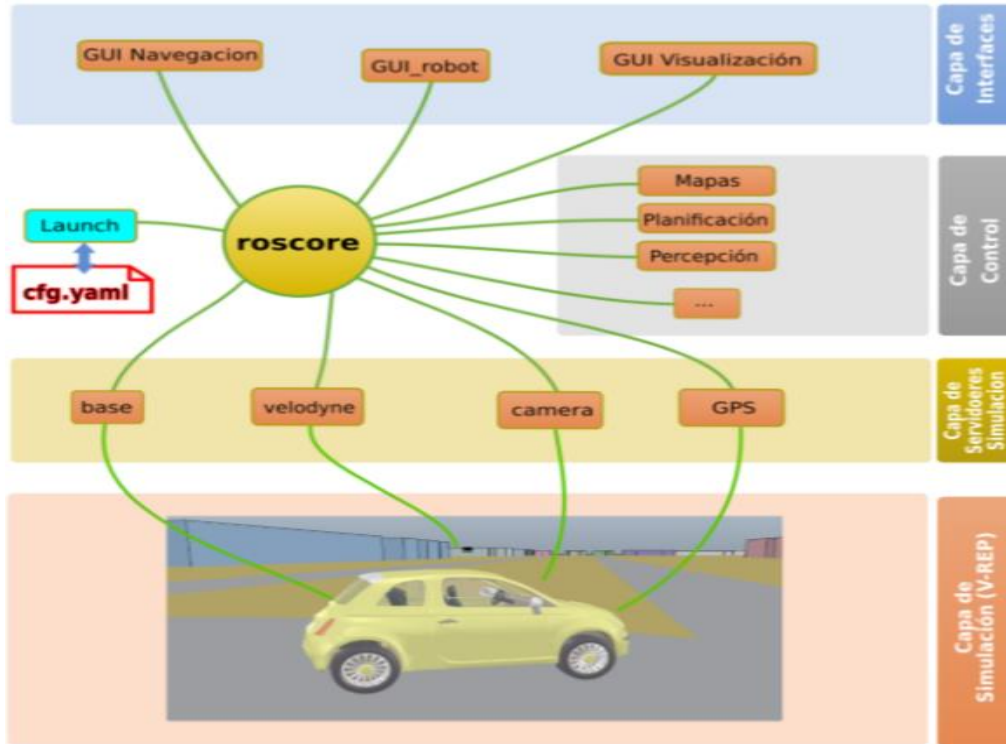 GUI Navegacion
GUI_robot
GUI Visualización
Capa de
Interfaces
Launch
cfg.yaml
roscore
Mapas
Planificación
Percepción
...
Capa de
Control
base
velodyne
camera
GPS
Capa de
Servidoeres
Simulacion
Capa de
Simulación (V-REP)